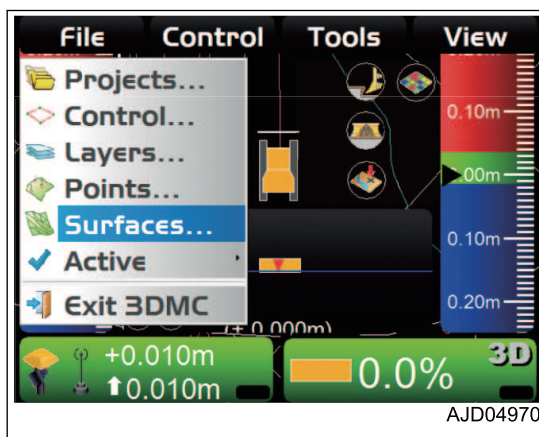 File Control Tools View
Projects...
Control...
Layers...
Points...
Surfaces...
Active
Exit 3DMC
0.10m
.00m
0.10m
0.20m
(± 0.000m)
+0.010m
0.010m
0.0%
3D
AJD04970